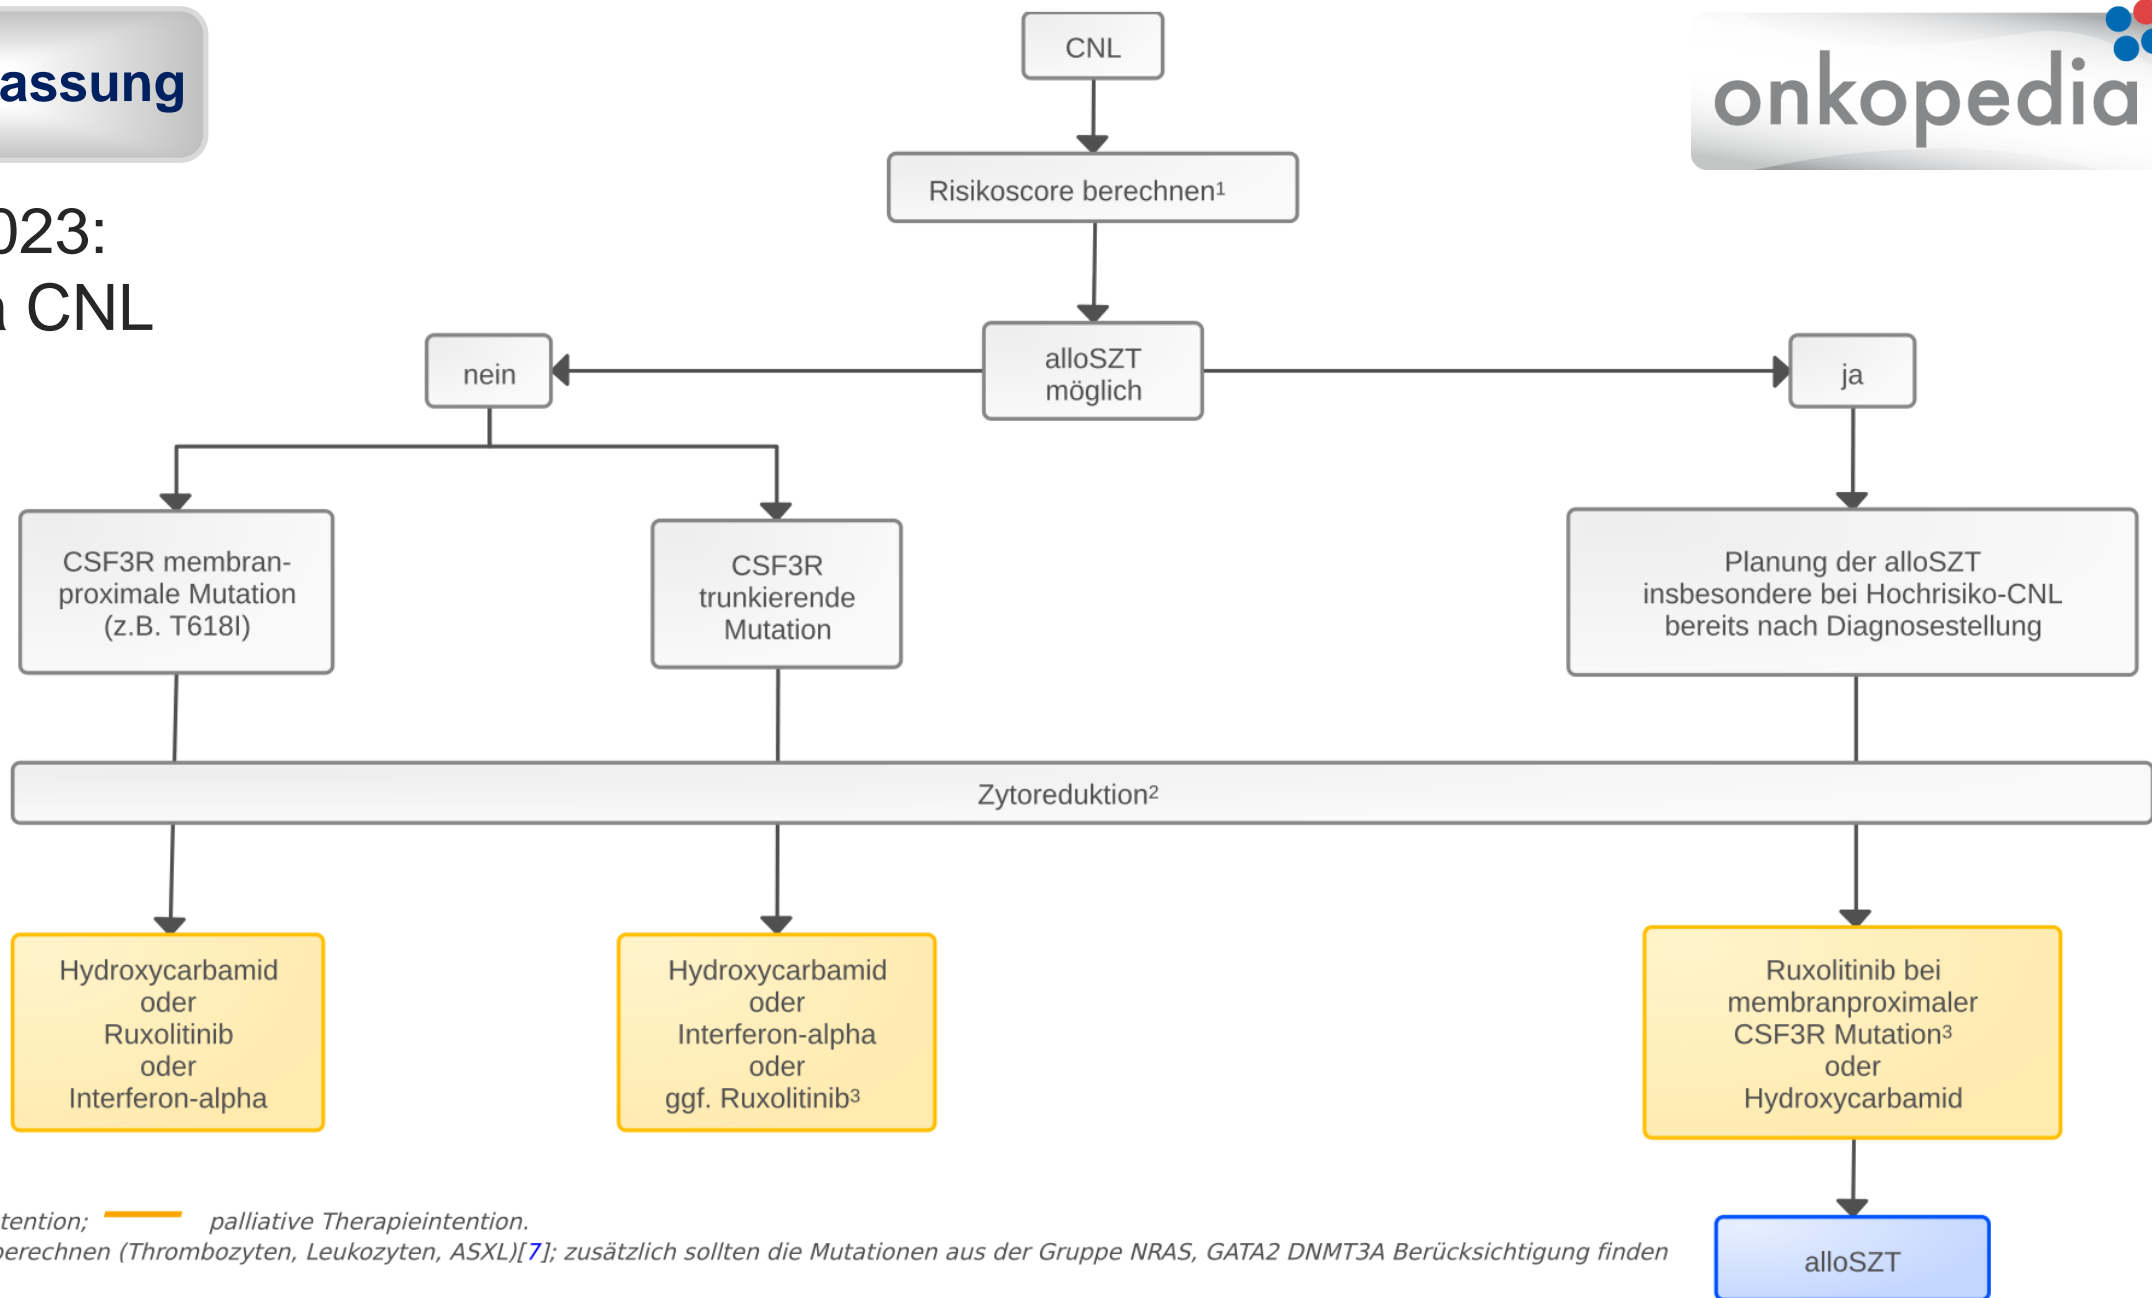 assung
CNL
onkopedia
Risikoscore berechnen¹
023:
CNL
nein
alloSZT
möglich
ja
CSF3R membran-
proximale Mutation
(z.B. T618I)
CSF3R
trunkierende
Mutation
Planung der alloSZT
insbesondere bei Hochrisiko-CNL
bereits nach Diagnosestellung
Zytoreduktion²
Hydroxycarbamid
oder
Ruxolitinib
oder
Interferon-alpha
Hydroxycarbamid
oder
Interferon-alpha
oder
ggf. Ruxolitinib³
Ruxolitinib bei
membranproximaler
CSF3R Mutation³
oder
Hydroxycarbamid
tention; palliative Therapieintention.
berechnen (Thrombozyten, Leukozyten, ASXL)[7]; zusätzlich sollten die Mutationen aus der Gruppe NRAS, GATA2 DNMT3A Berücksichtigung finden
alloSZT